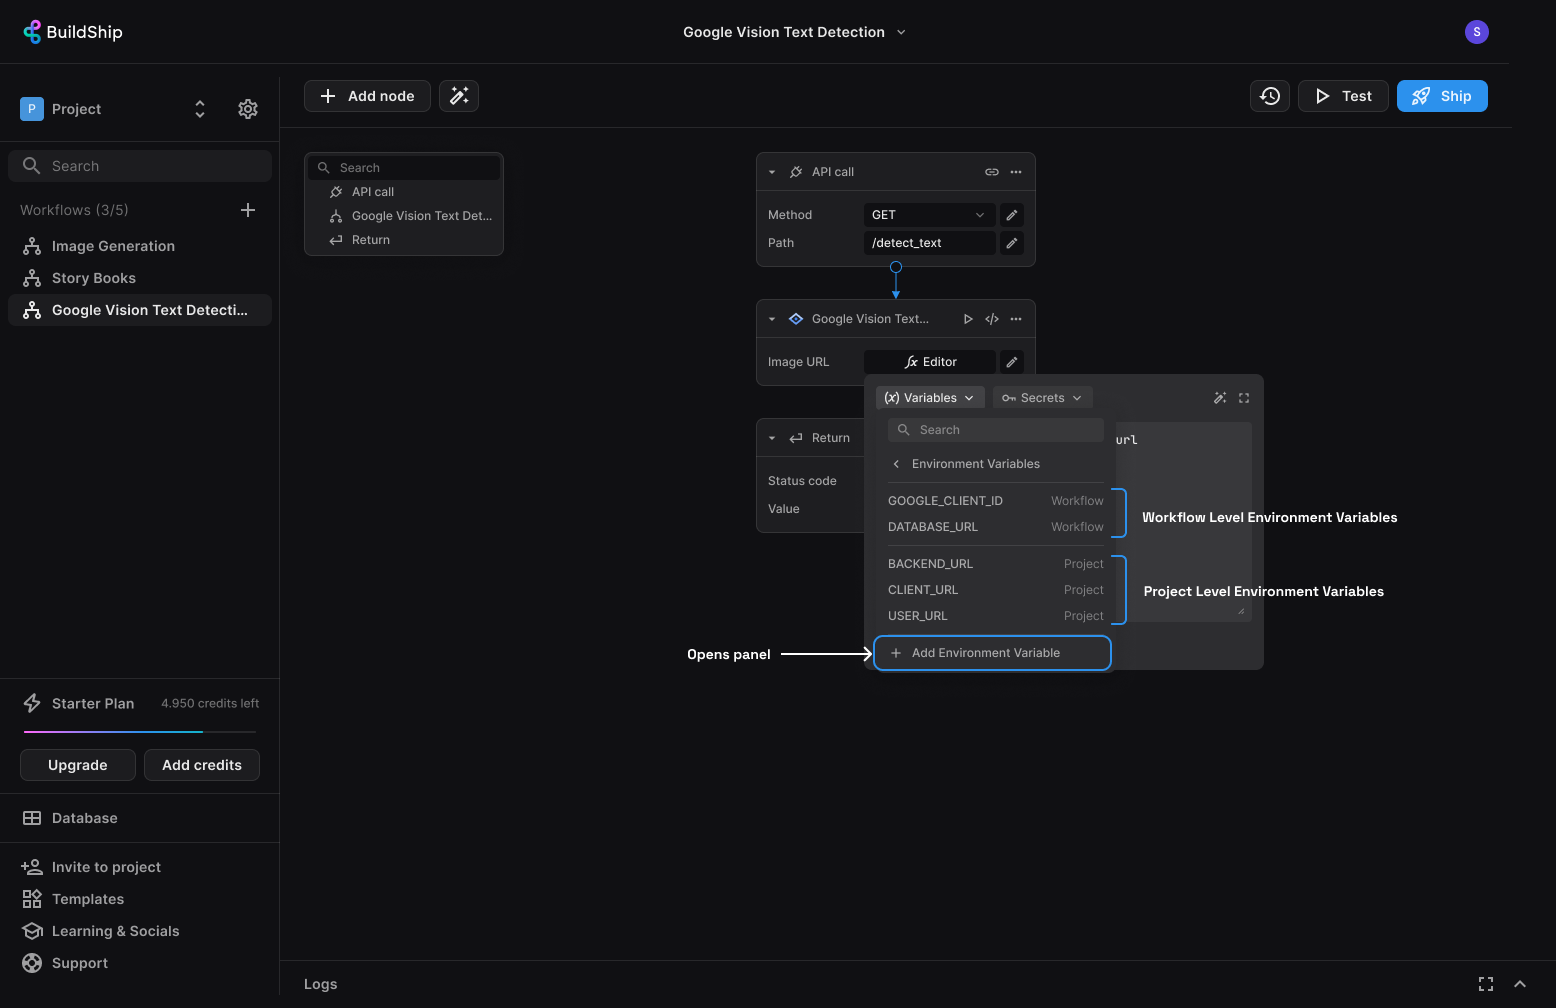 BuildShip
Google Vision Text Detection
S
P
Project
Add node
Test
Ship
Search
Workflows (3/5)
Image Generation
Story Books
Google Vision Text Detecti...
Search
API call
Google Vision Text Det...
Return
API call
Method
GET
Path
/detect_text
Google Vision Text...
Image URL
fx Editor
Return
Status code
Value
(x) Variables
Secrets
Search
url
Environment Variables
GOOGLE_CLIENT_ID Workflow
DATABASE_URL Workflow
Workflow Level Environment Variables
BACKEND_URL Project
CLIENT_URL Project
USER_URL Project
Project Level Environment Variables
Opens panel
Add Environment Variable
Starter Plan
4.950 credits left
Upgrade
Add credits
Database
Invite to project
Templates
Learning & Socials
Support
Logs